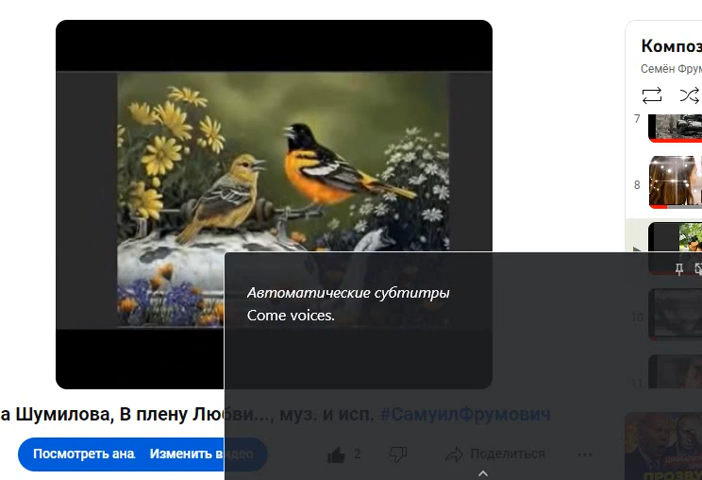 Композ
Семён Фрум
7
8
Автоматические субтитры
Come voices.
10
11
а Шумилова, В плену Любви..., муз. и исп. #СамуилФрумович
Посмотреть ана
Изменить видео
2
Поделиться